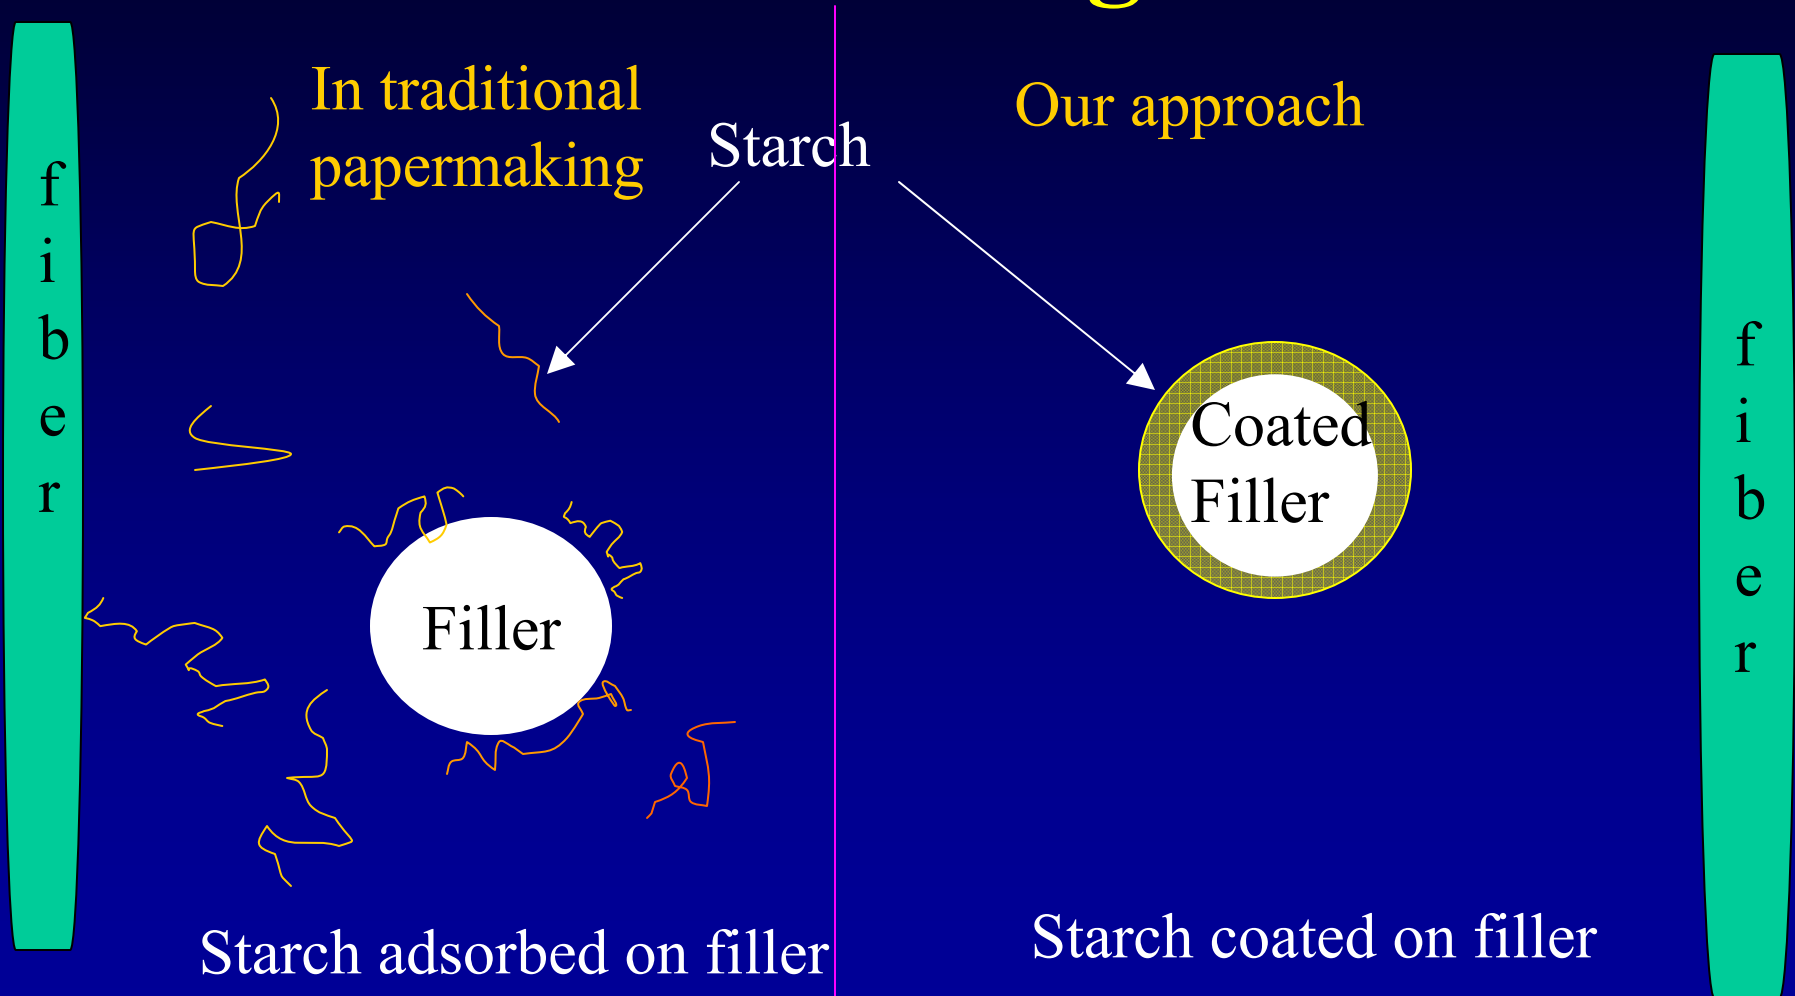 In traditional
papermaking
Starch
Our approach
f
i
b
e
r
Filler
Coated
Filler
f
i
b
e
r
Starch adsorbed on filler
Starch coated on filler